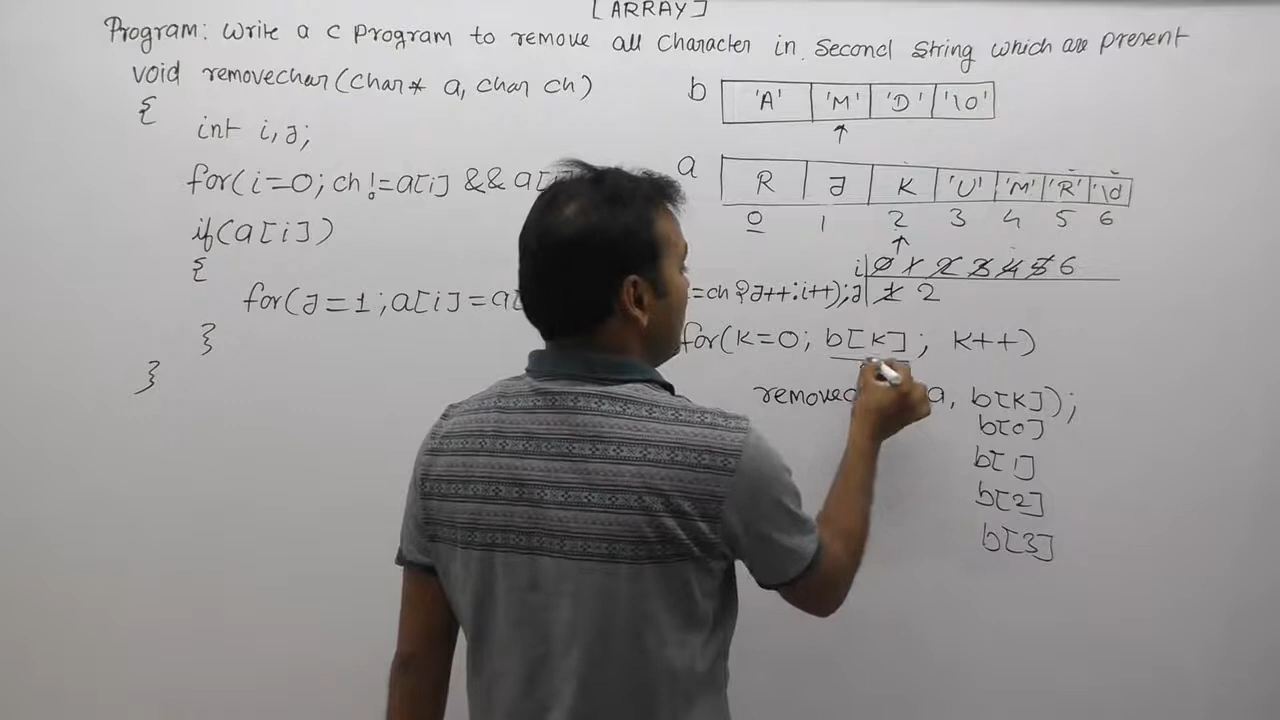 [ARRAY]
Program: Write a C program to remove all Character in Second String which are present
void removechar(char* a, char ch)
{
int i,J;
for(i=0; ch!=a[i] && a[i
if(a[i])
{
for(J=1; a[i]=a[
=ch?J++:i++);
}
}
b 'A' 'M' 'D' '\0'
↑
a R J K 'U' 'M' 'R' '\0'
0 1 2 3 4 5 6
↑
i 0 1 2 3 4 5 6
J 1 2
for(K=0; b[K]; K++)
a, b[K]);
b[0]
b[1]
b[2]
b[3]